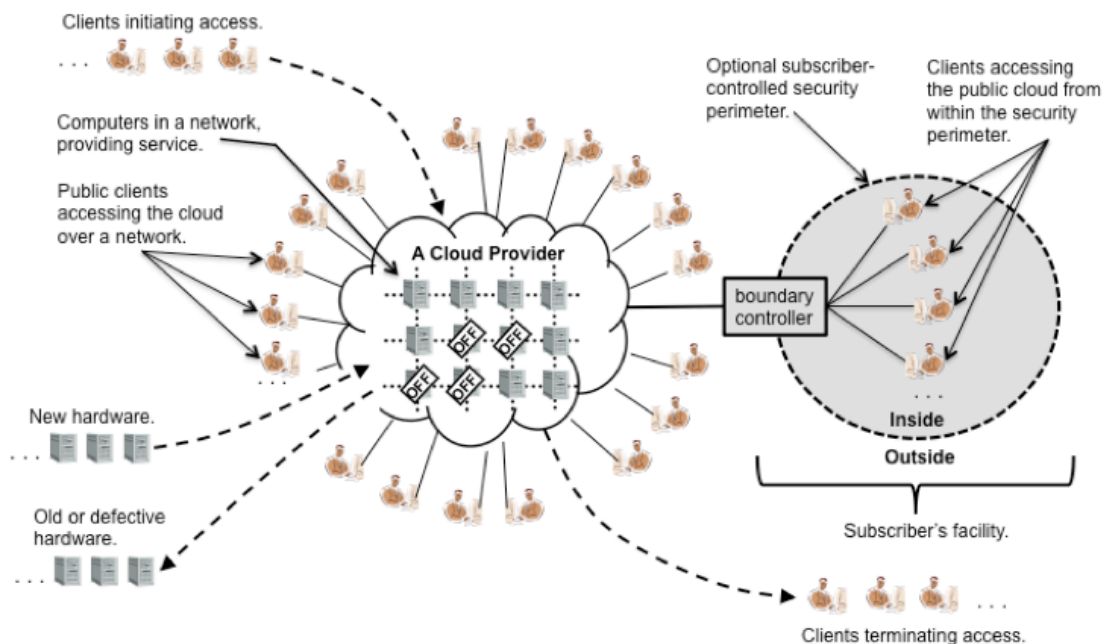 Clients initiating access.
. . .
Computers in a network,
providing service.
Public clients
accessing the cloud
over a network.
. . .
New hardware.
. . .
Old or defective
hardware.
. . .
A Cloud Provider
OFF
OFF
OFF
OFF
Optional subscriber-
controlled security
perimeter.
Clients accessing
the public cloud from
within the security
perimeter.
boundary
controller
. . .
Inside
Outside
Subscriber's facility.
. . .
Clients terminating access.